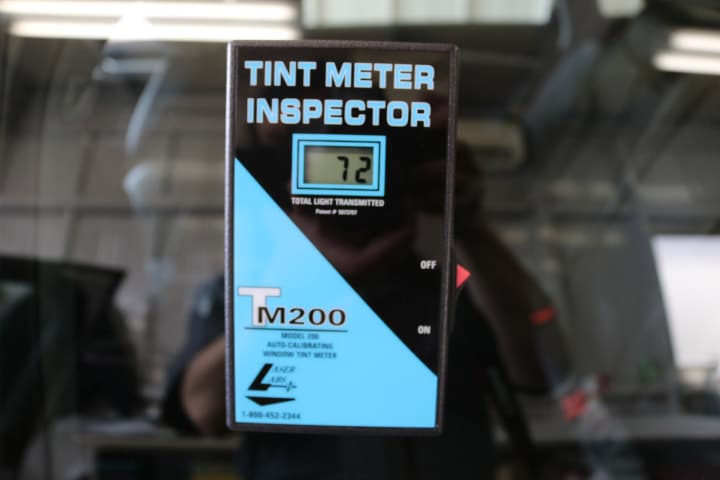 TINT METER
INSPECTOR
72
TOTAL LIGHT TRANSMITTED
Patent #
OFF
TM200
ON
MODEL 200
AUTO-CALIBRATING
WINDOW TINT METER
LASER
LABS
1-800-452-2344